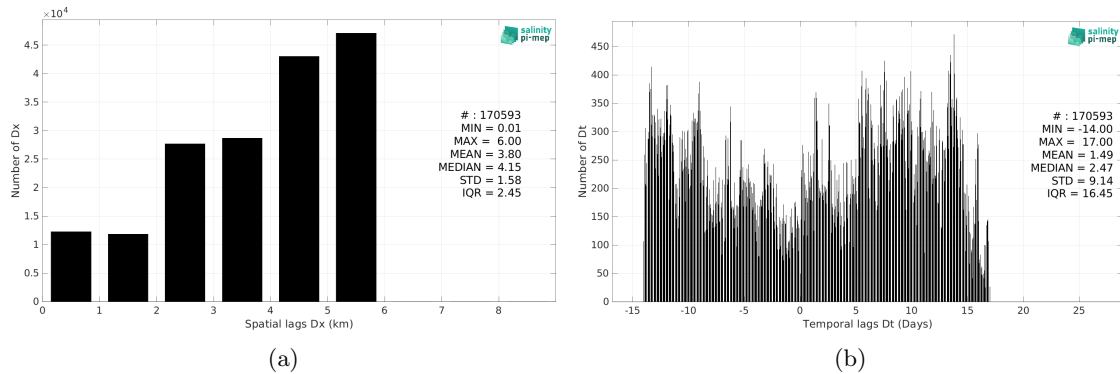 ×10⁴
4.5
4
3.5
3
2.5
2
1.5
1
0.5
0
Number of Dx
salinity
pi-mep
# : 170593
MIN = 0.01
MAX = 6.00
MEAN = 3.80
MEDIAN = 4.15
STD = 1.58
IQR = 2.45
0 1 2 3 4 5 6 7 8
Spatial lags Dx (km)
(a)
450
400
350
300
250
200
150
100
50
0
Number of Dt
salinity
pi-mep
# : 170593
MIN = -14.00
MAX = 17.00
MEAN = 1.49
MEDIAN = 2.47
STD = 9.14
IQR = 16.45
-15 -10 -5 0 5 10 15 20 25
Temporal lags Dt (Days)
(b)